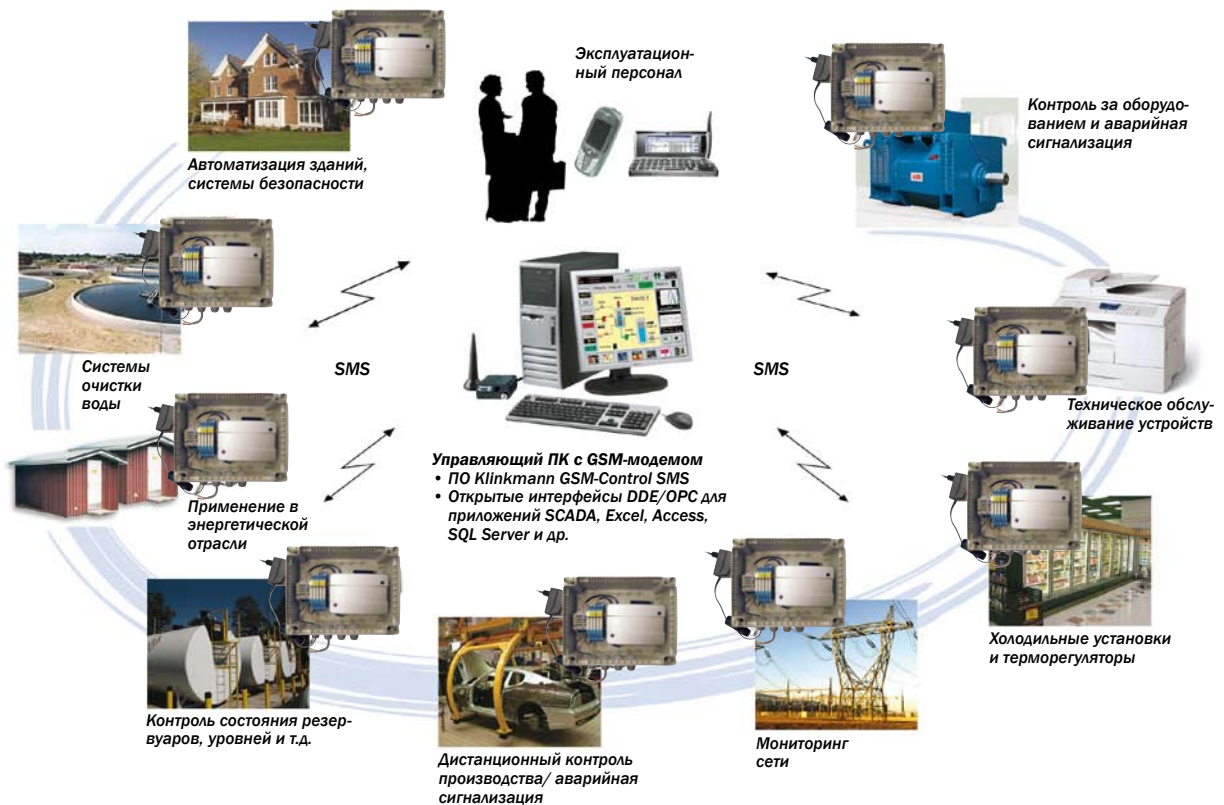 Эксплуатацион-
ный персонал
Контроль за оборудо-
ванием и аварийная
сигнализация
Автоматизация зданий,
системы безопасности
Системы
очистки
воды
SMS
SMS
Техническое обслу-
живание устройств
Управляющий ПК с GSM-модемом
• ПО Klinkmann GSM-Control SMS
• Открытые интерфейсы DDE/OPC для
приложений SCADA, Excel, Access,
SQL Server и др.
Применение в
энергетической
отрасли
Холодильные установки
и терморегуляторы
Контроль состояния резер-
вуаров, уровней и т.д.
Мониторинг
сети
Дистанционный контроль
производства/ аварийная
сигнализация